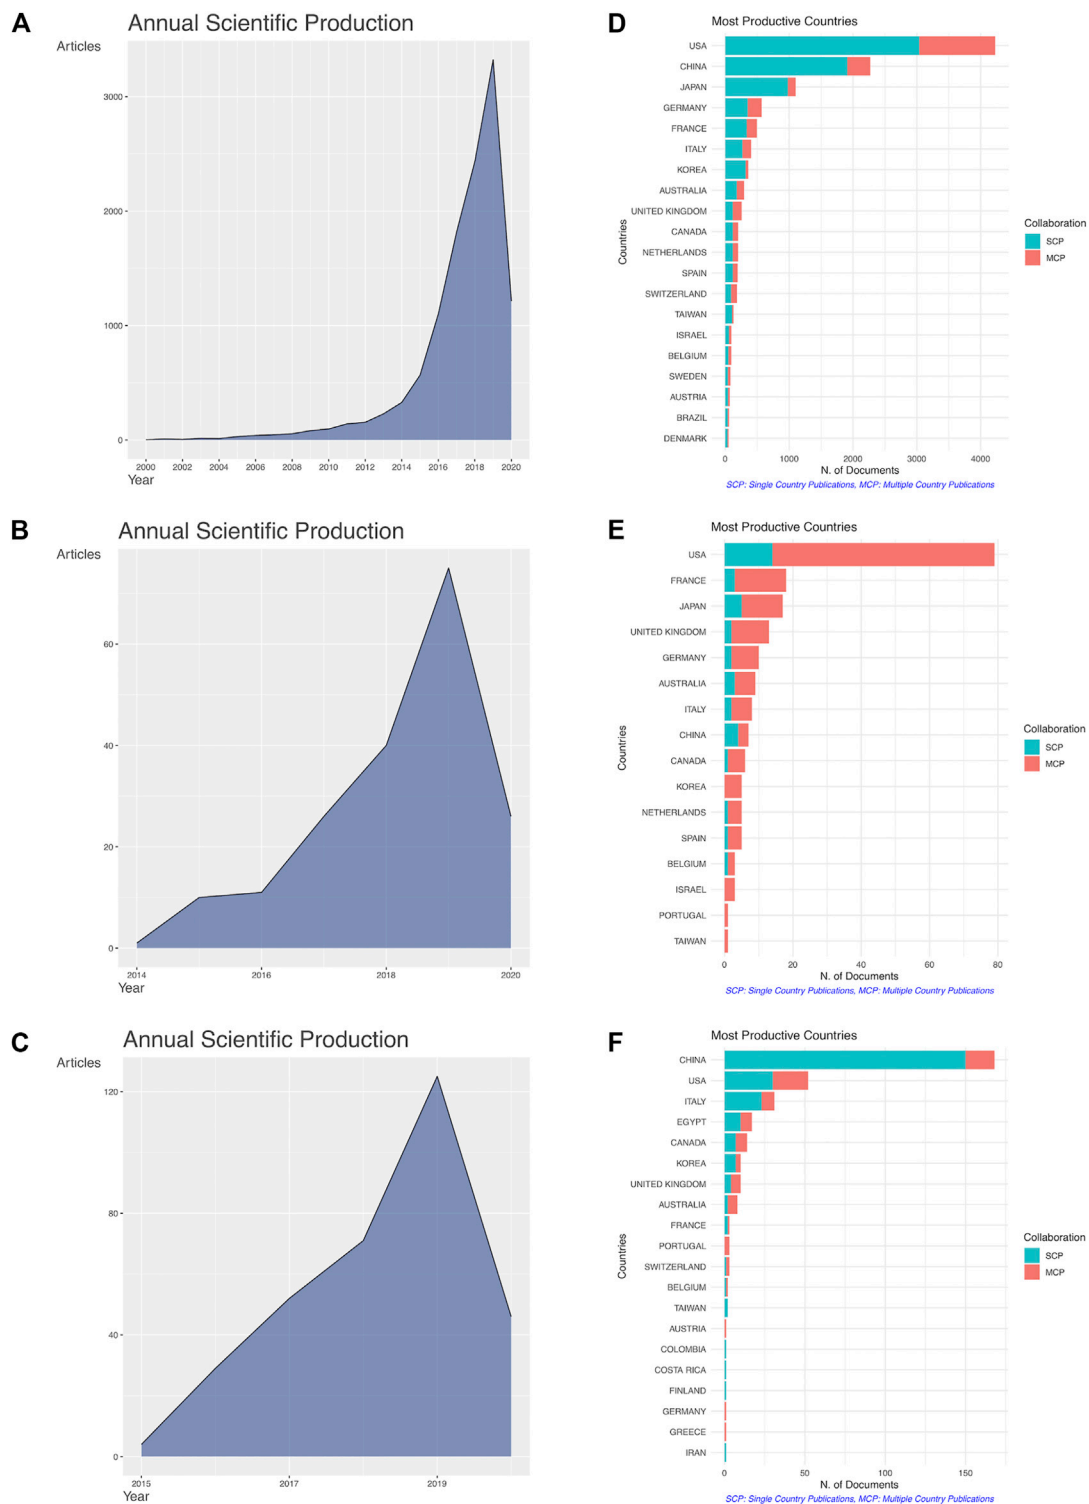 A
Annual Scientific Production
Articles
3000
2000
1000
0
2000 2002 2004 2006 2008 2010 2012 2014 2016 2018 2020
Year
D
Most Productive Countries
USA
CHINA
JAPAN
GERMANY
FRANCE
ITALY
KOREA
AUSTRALIA
UNITED KINGDOM
CANADA
NETHERLANDS
SPAIN
SWITZERLAND
TAIWAN
ISRAEL
BELGIUM
SWEDEN
AUSTRIA
BRAZIL
DENMARK
Countries
0 1000 2000 3000 4000
N. of Documents
SCP: Single Country Publications, MCP: Multiple Country Publications
Collaboration
SCP
MCP
B
Annual Scientific Production
Articles
60
40
20
0
2014 2016 2018 2020
Year
E
Most Productive Countries
USA
FRANCE
JAPAN
UNITED KINGDOM
GERMANY
AUSTRALIA
ITALY
CHINA
CANADA
KOREA
NETHERLANDS
SPAIN
BELGIUM
ISRAEL
PORTUGAL
TAIWAN
Countries
0 20 40 60 80
N. of Documents
SCP: Single Country Publications, MCP: Multiple Country Publications
Collaboration
SCP
MCP
C
Annual Scientific Production
Articles
120
80
40
0
2015 2017 2019
Year
F
Most Productive Countries
CHINA
USA
ITALY
EGYPT
CANADA
KOREA
UNITED KINGDOM
AUSTRALIA
FRANCE
PORTUGAL
SWITZERLAND
BELGIUM
TAIWAN
AUSTRIA
COLOMBIA
COSTA RICA
FINLAND
GERMANY
GREECE
IRAN
Countries
0 50 100 150
N. of Documents
SCP: Single Country Publications, MCP: Multiple Country Publications
Collaboration
SCP
MCP